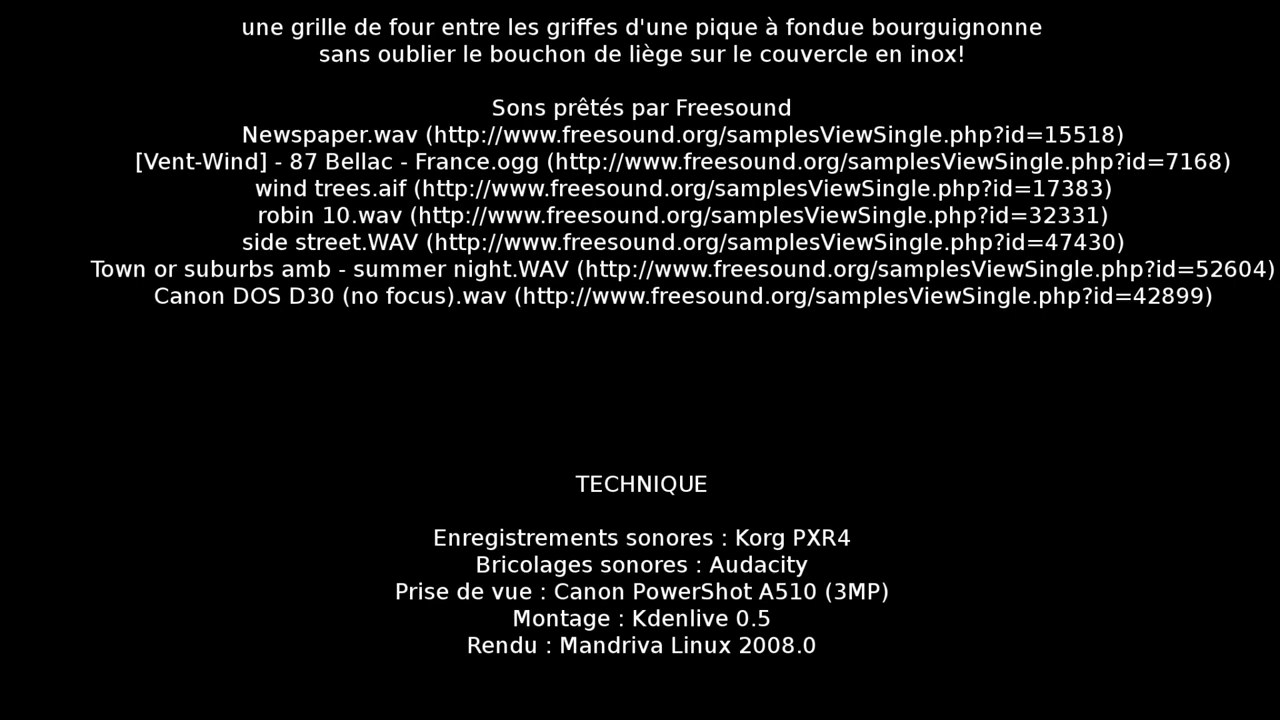 une grille de four entre les griffes d'une pique à fondue bourguignonne
sans oublier le bouchon de liège sur le couvercle en inox!
Sons prêtés par Freesound
Newspaper.wav (http://www.freesound.org/samplesViewSingle.php?id=15518)
[Vent-Wind] - 87 Bellac - France.ogg (http://www.freesound.org/samplesViewSingle.php?id=7168)
wind trees.aif (http://www.freesound.org/samplesViewSingle.php?id=17383)
robin 10.wav (http://www.freesound.org/samplesViewSingle.php?id=32331)
side street.WAV (http://www.freesound.org/samplesViewSingle.php?id=47430)
Town or suburbs amb - summer night.WAV (http://www.freesound.org/samplesViewSingle.php?id=52604)
Canon DOS D30 (no focus).wav (http://www.freesound.org/samplesViewSingle.php?id=42899)
TECHNIQUE
Enregistrements sonores : Korg PXR4
Bricolages sonores : Audacity
Prise de vue : Canon PowerShot A510 (3MP)
Montage : Kdenlive 0.5
Rendu : Mandriva Linux 2008.0